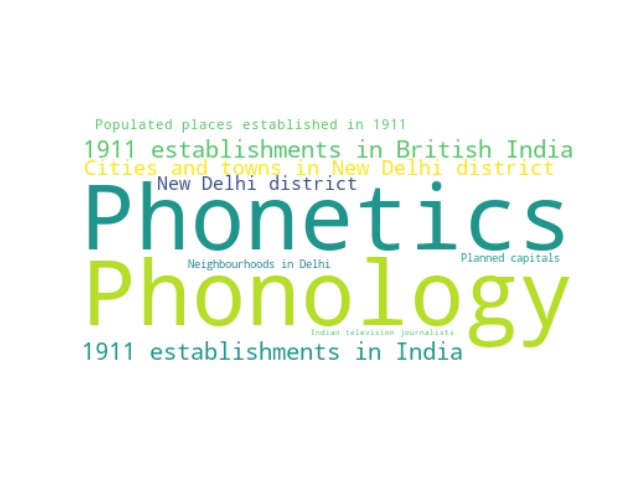 Populated places established in 1911
1911 establishments in British India
Cities and towns in New Delhi district
New Delhi district
Phonetics
Planned capitals
Neighbourhoods in Delhi
Phonology
Indian television journalists
1911 establishments in India